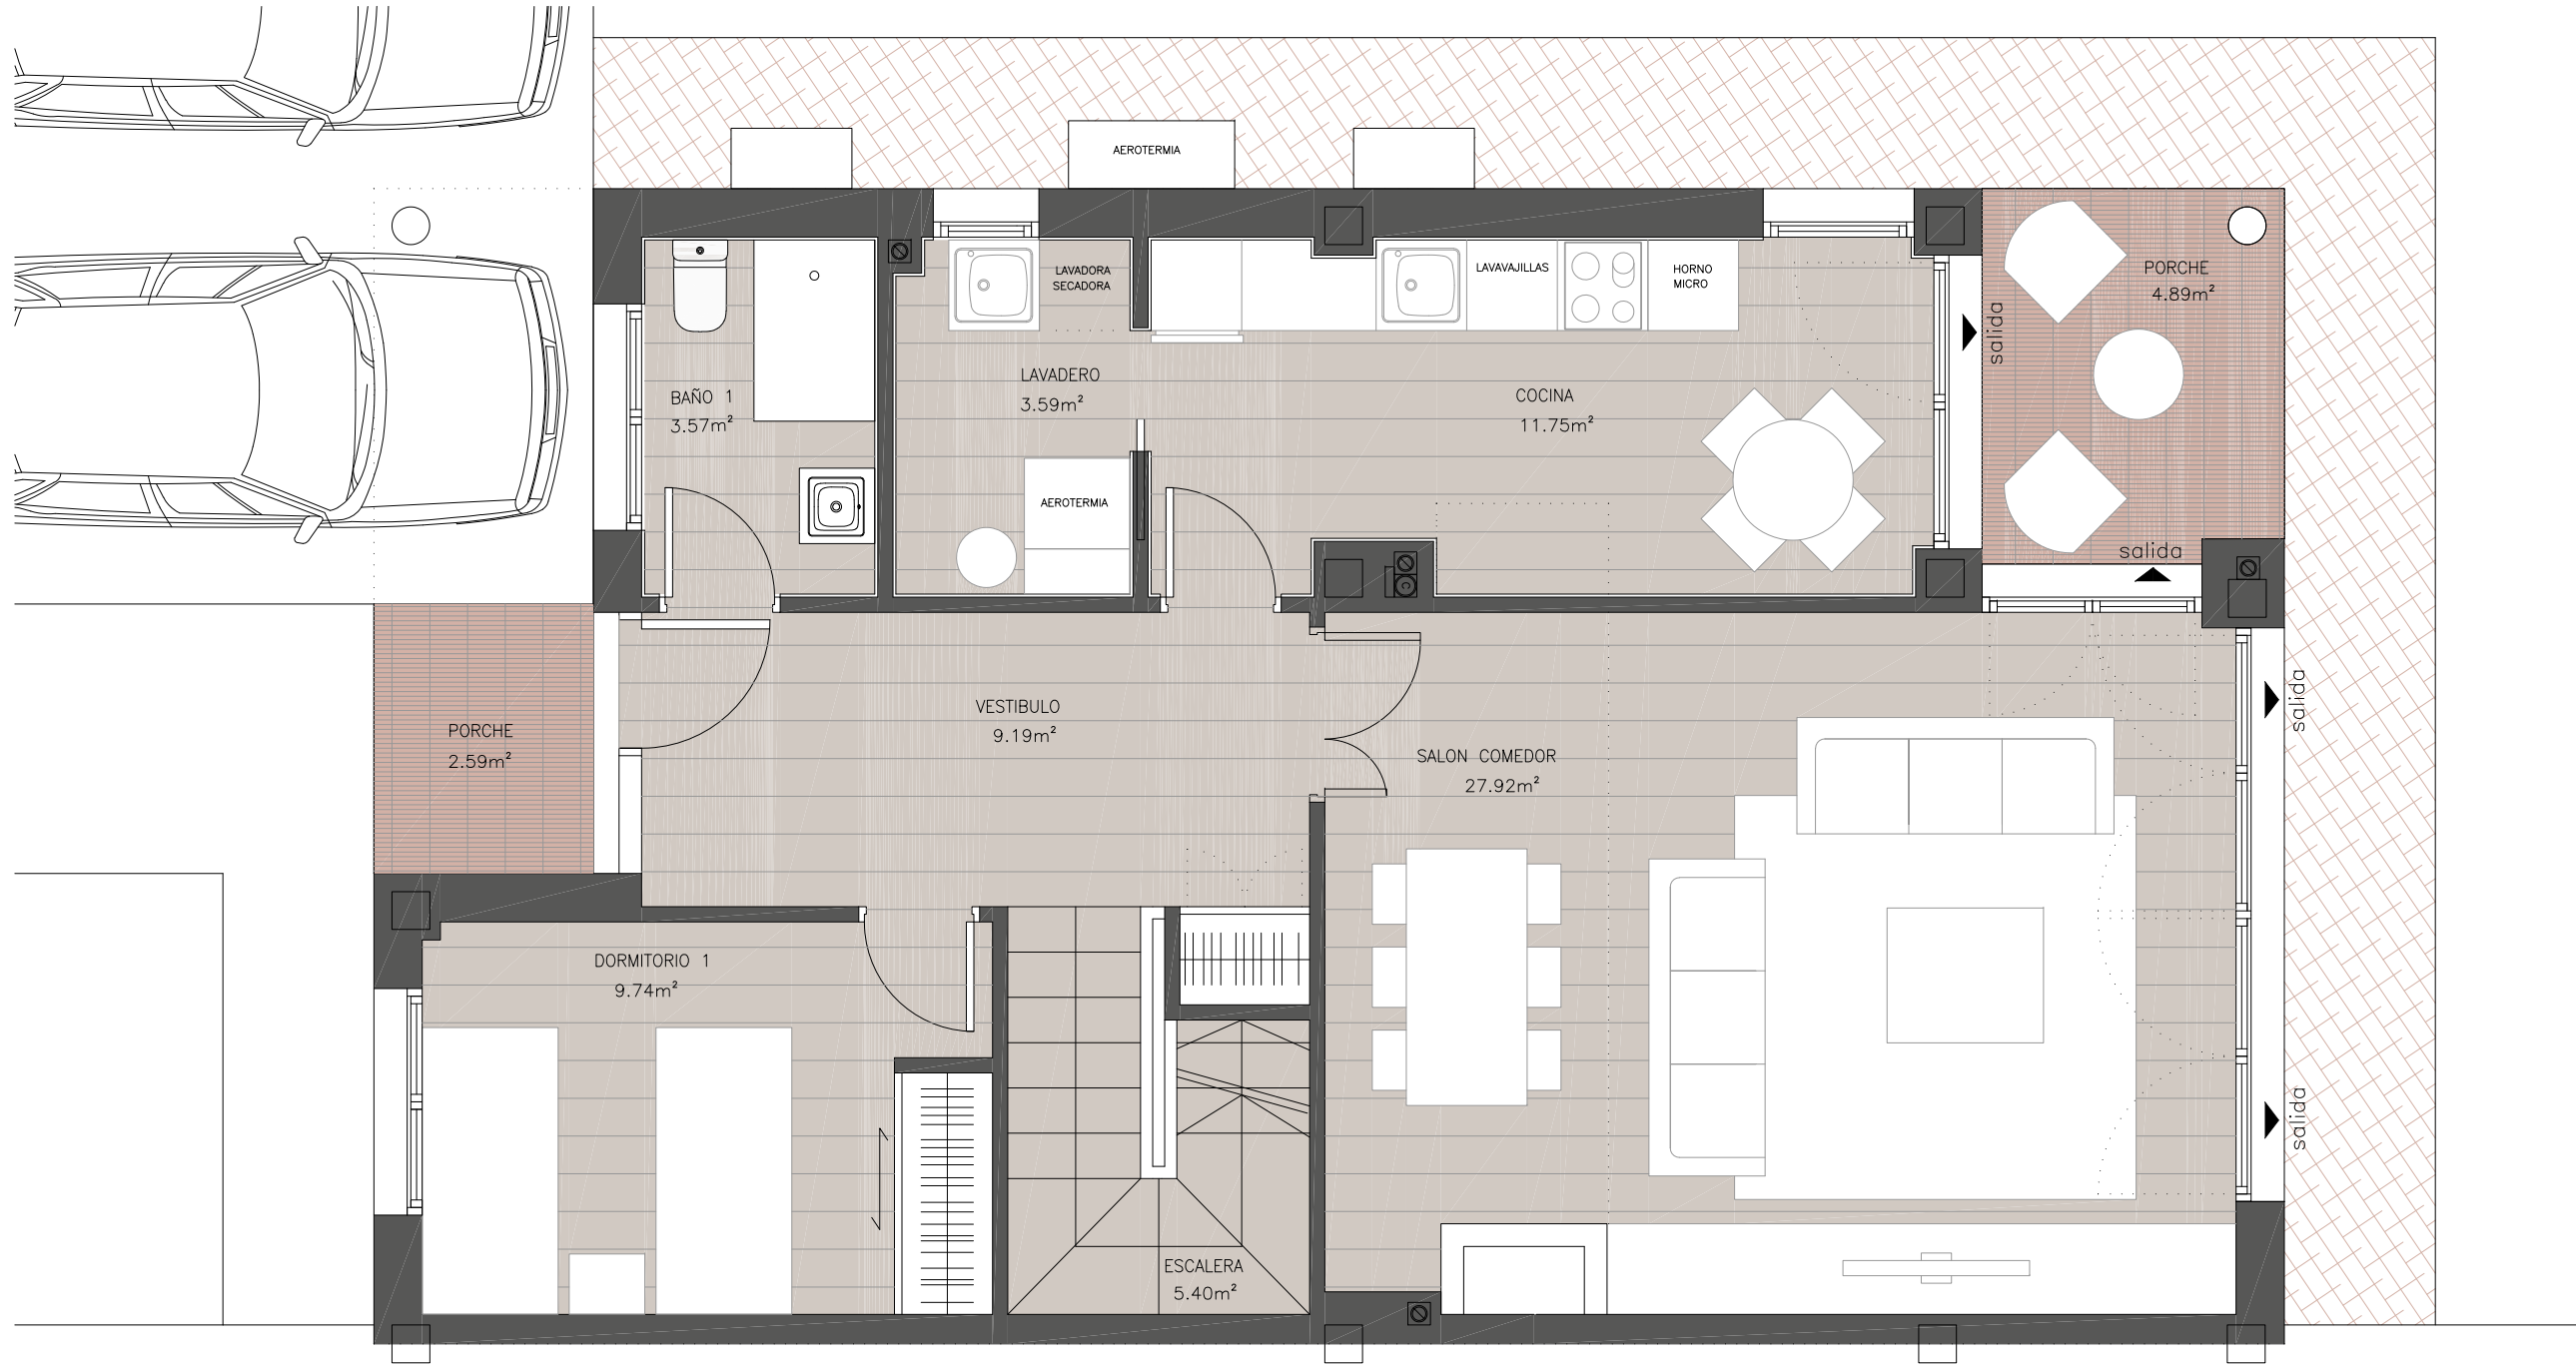 AEROTERMIA
LAVADORA
SECADORA
LAVAVAJILLAS
HORNO
MICRO
PORCHE
4.89m²
salida
LAVADERO
3.59m²
BAÑO 1
3.57m²
COCINA
11.75m²
AEROTERMIA
salida
VESTIBULO
9.19m²
PORCHE
2.59m²
SALON COMEDOR
27.92m²
salida
DORMITORIO 1
9.74m²
salida
ESCALERA
5.40m²